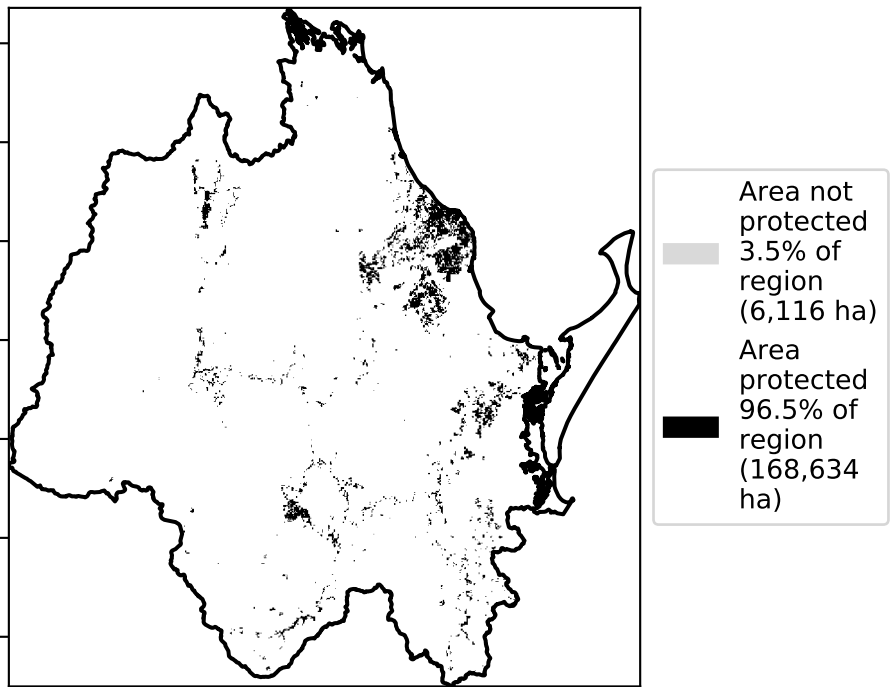 Area not
protected
3.5% of
region
(6,116 ha)
Area
protected
96.5% of
region
(168,634
ha)